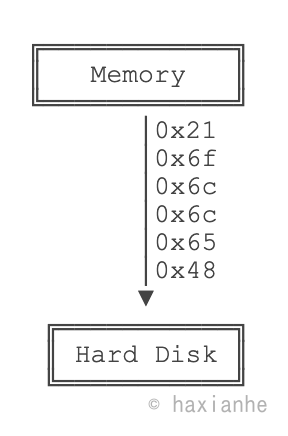 Memory
0x21
0x6f
0x6c
0x6c
0x65
0x48
Hard Disk
© haxianhe